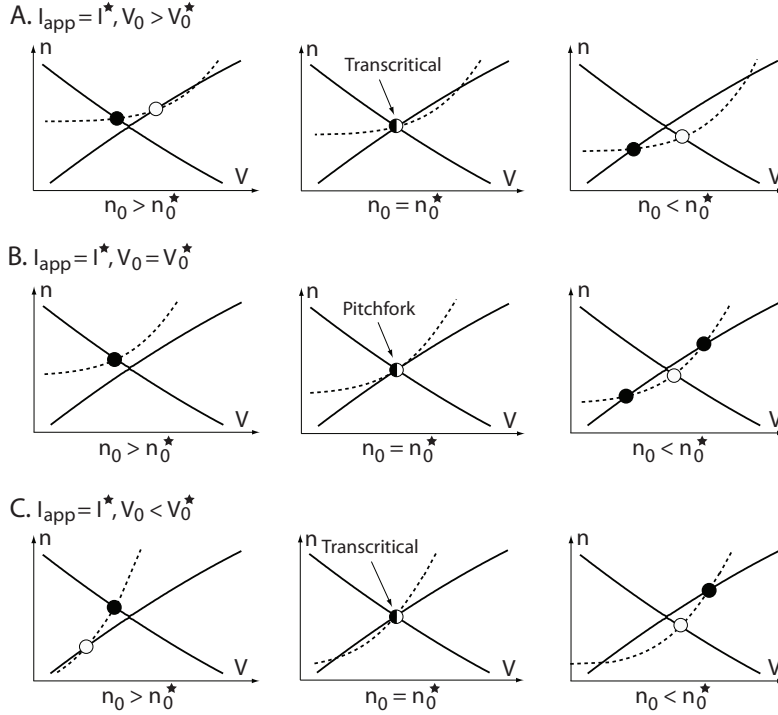 A. I_app = I★, V_0 > V_0★
n
Transcritical
V
V
V
n_0 > n_0★
n_0 = n_0★
n_0 < n_0★
B. I_app = I★, V_0 = V_0★
n
n
n
Pitchfork
V
V
V
n_0 > n_0★
n_0 = n_0★
n_0 < n_0★
C. I_app = I★, V_0 < V_0★
n
n
n
Transcritical
V
V
V
n_0 > n_0★
n_0 = n_0★
n_0 < n_0★